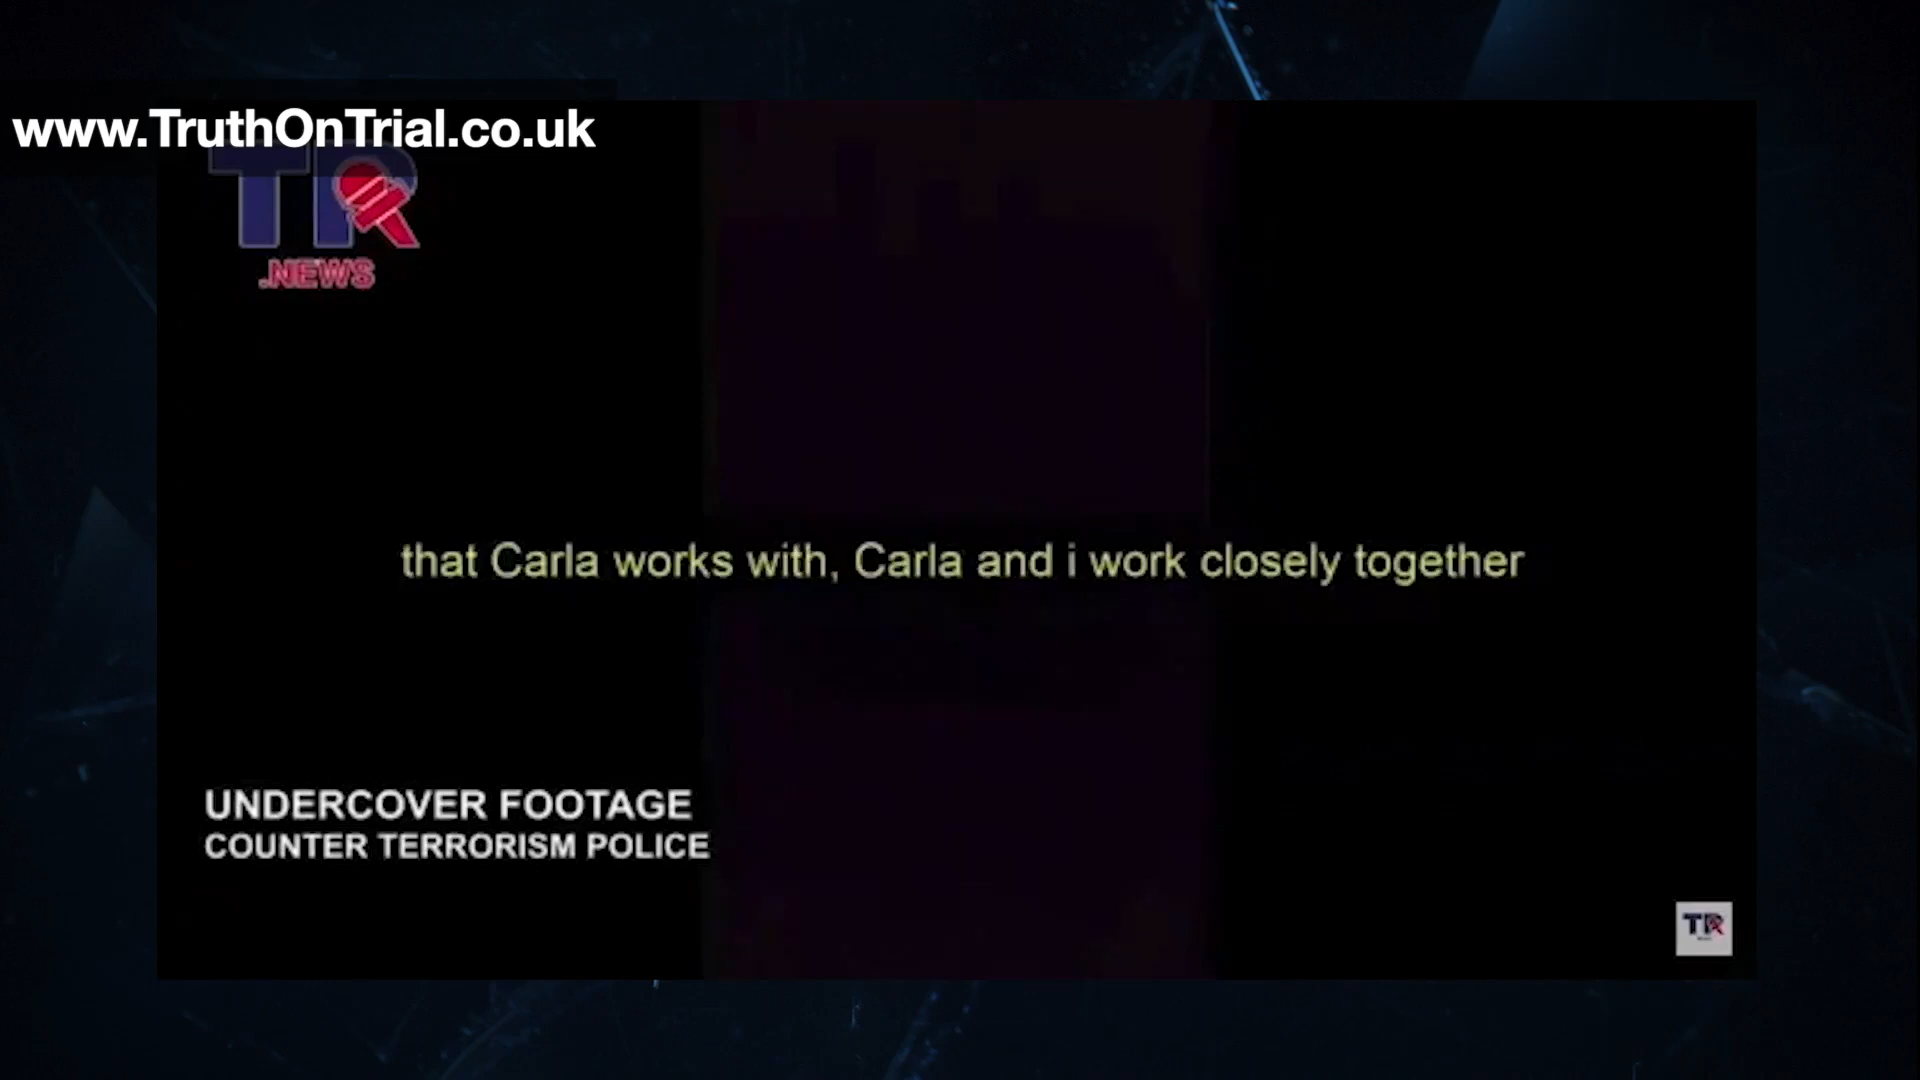 www.TruthOnTrial.co.uk
TR
.NEWS
that Carla works with, Carla and i work closely together
UNDERCOVER FOOTAGE
COUNTER TERRORISM POLICE
TR